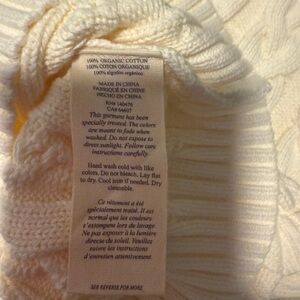 100% ORGANIC COTTON
100% COTON ORGANIQUE
100% algodón orgánico
MADE IN CHINA
FABRIQUÉ EN CHINE
HECHO EN CHINA
RN#
CA#
This garment has been
specially treated. The colors
are meant to fade when
washed. Do not expose to
direct sunlight. Follow care
instructions carefully.
Hand wash cold with like
colors. Do not bleach. Lay flat
to dry. Cool iron if needed. Dry
cleanable.
Ce vêtement a été
spécialement traité. Il est
normal que les couleurs
s'estompent lors du lavage.
Ne pas exposer à la lumière
directe du soleil. Veuillez
suivre les instructions
d'entretien attentivement.
SEE REVERSE FOR MORE